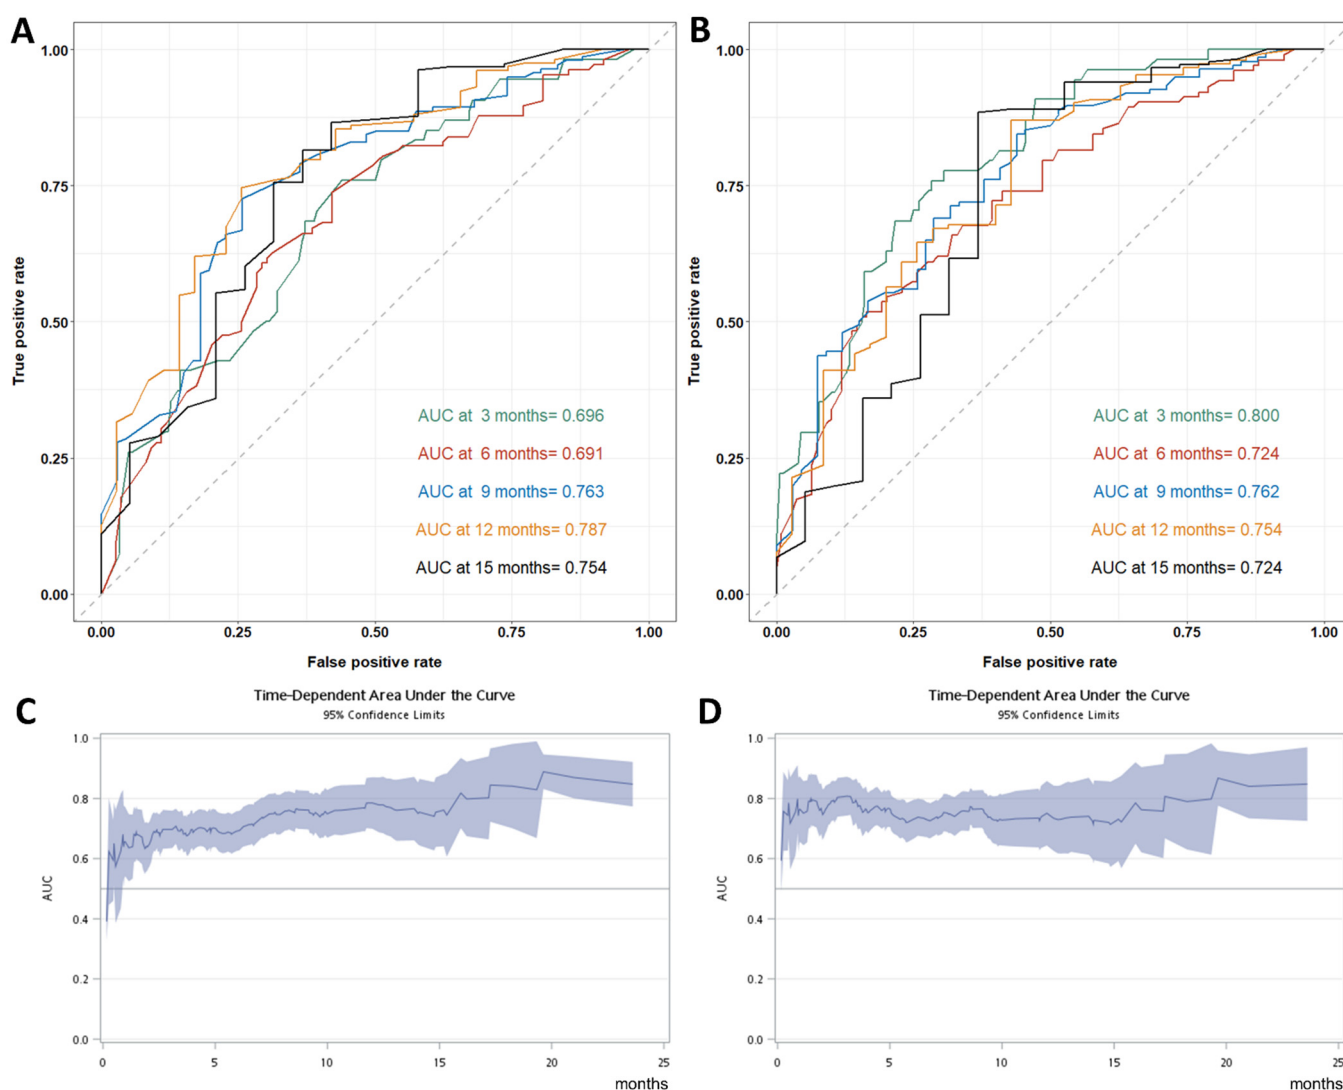 A
1.00
0.75
0.50
0.25
0.00
True positive rate
AUC at 3 months= 0.696
AUC at 6 months= 0.691
AUC at 9 months= 0.763
AUC at 12 months= 0.787
AUC at 15 months= 0.754
0.00 0.25 0.50 0.75 1.00
False positive rate
B
1.00
0.75
0.50
0.25
0.00
True positive rate
AUC at 3 months= 0.800
AUC at 6 months= 0.724
AUC at 9 months= 0.762
AUC at 12 months= 0.754
AUC at 15 months= 0.724
0.00 0.25 0.50 0.75 1.00
False positive rate
C
Time-Dependent Area Under the Curve
95% Confidence Limits
1.0
0.8
0.6
0.4
0.2
0.0
AUC
0 5 10 15 20 25
months
D
Time-Dependent Area Under the Curve
95% Confidence Limits
1.0
0.8
0.6
0.4
0.2
0.0
AUC
0 5 10 15 20 25
months